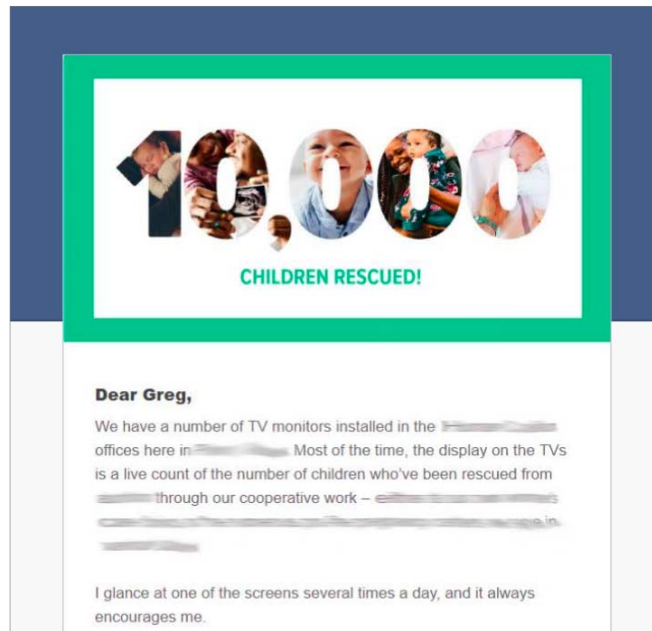 10,000
CHILDREN RESCUED!
Dear Greg,
We have a number of TV monitors installed in the
offices here in Most of the time, the display on the TVs
is a live count of the number of children who've been rescued from
through our cooperative work –
in
I glance at one of the screens several times a day, and it always
encourages me.